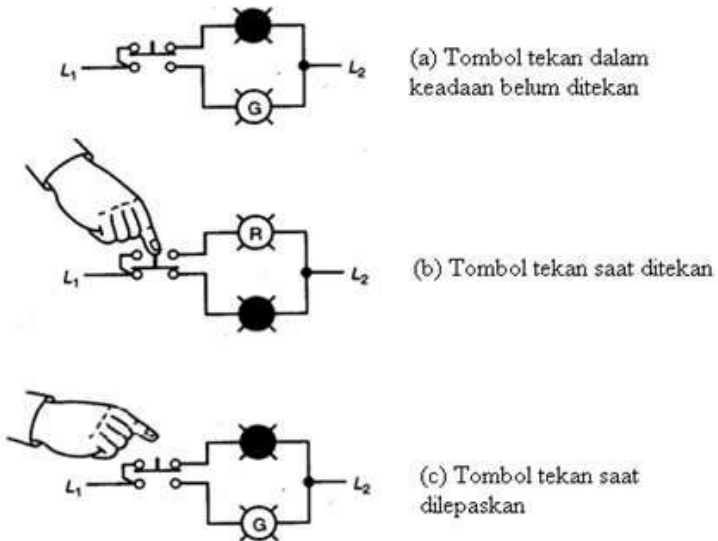 L1
G
L2
(a) Tombol tekan dalam
keadaan belum ditekan
L1
R
L2
(b) Tombol tekan saat ditekan
L1
G
L2
(c) Tombol tekan saat
dilepaskan